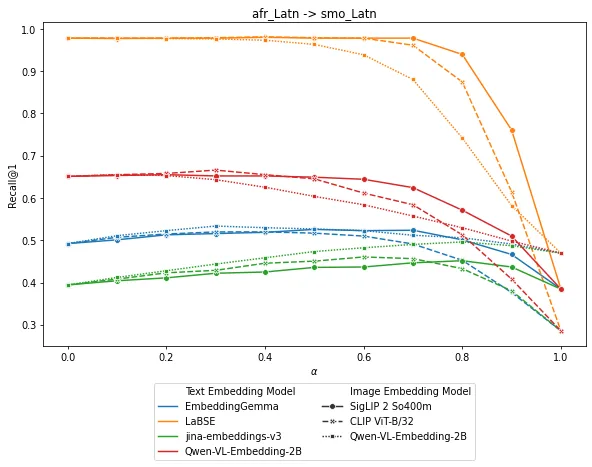 afr_Latn -> smo_Latn
Recall@1
1.0
0.9
0.8
0.7
0.6
0.5
0.4
0.3
0.0 0.2 0.4 0.6 0.8 1.0
α
Text Embedding Model Image Embedding Model
EmbeddingGemma SigLIP 2 So400m
LaBSE CLIP ViT-B/32
jina-embeddings-v3 Qwen-VL-Embedding-2B
Qwen-VL-Embedding-2B